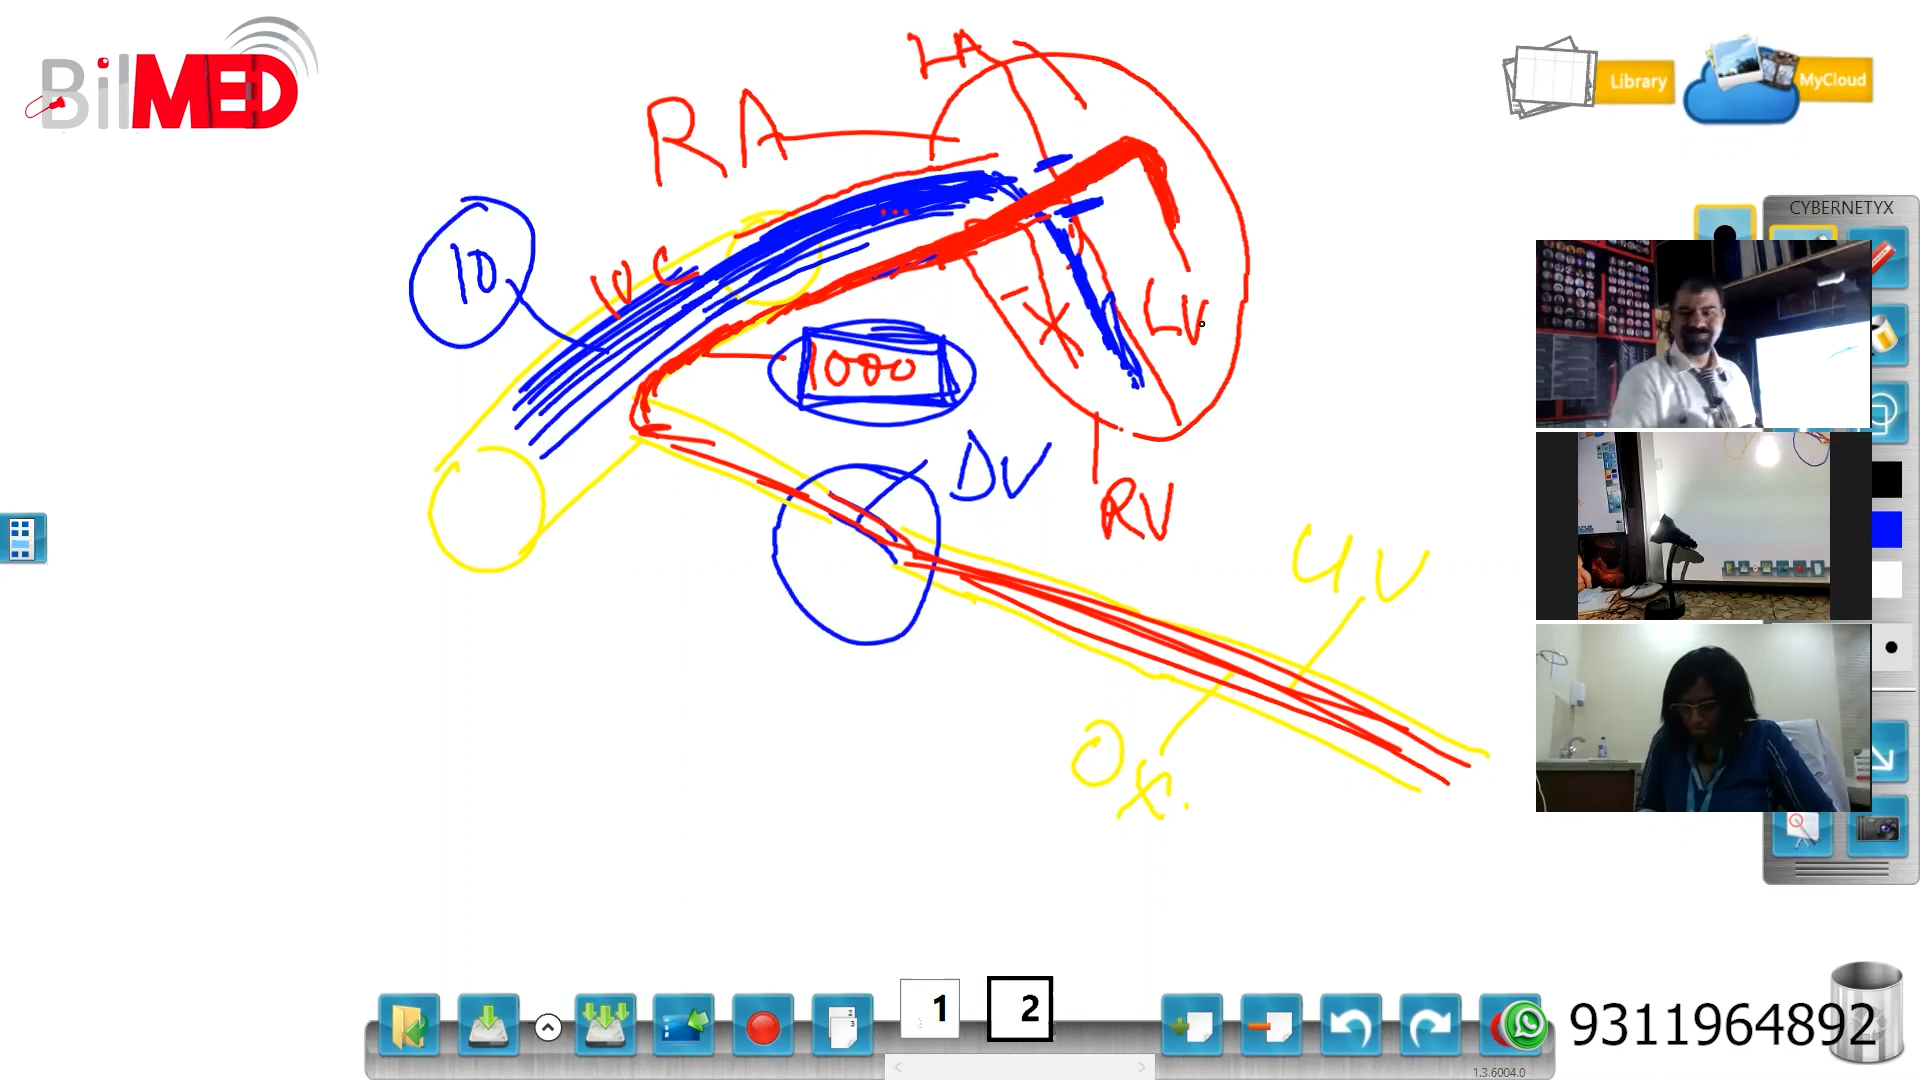 BilMED
LA
RA
Library
MyCloud
CYBERNETYX
10
IVC
LV
1000
DV
RV
UV
Ox.
1
2
9311964892
1.3.6004.0